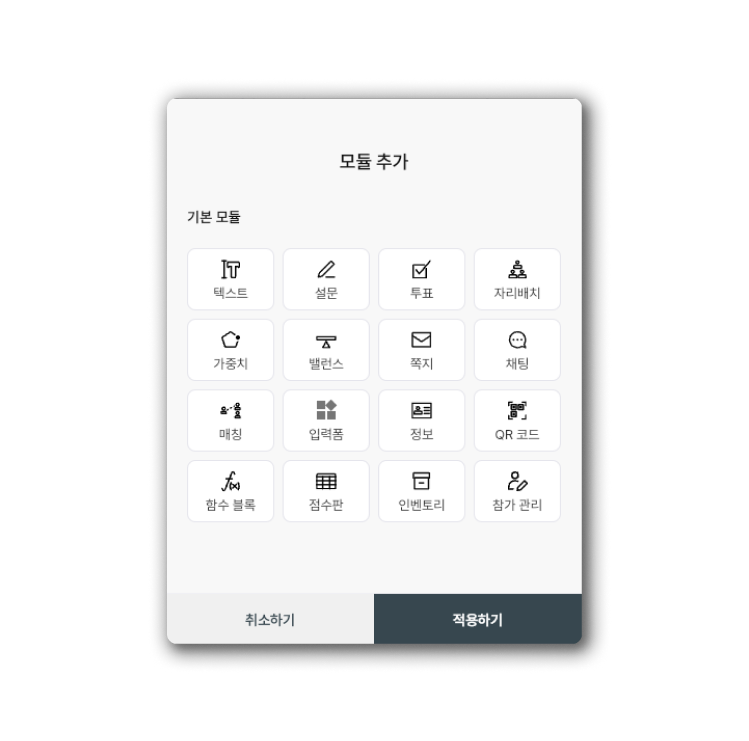 모듈 추가
기본 모듈
텍스트 설문 투표 자리배치
가중치 밸런스 쪽지 채팅
매칭 입력폼 정보 QR 코드
함수 블록 점수판 인벤토리 참가 관리
취소하기 적용하기